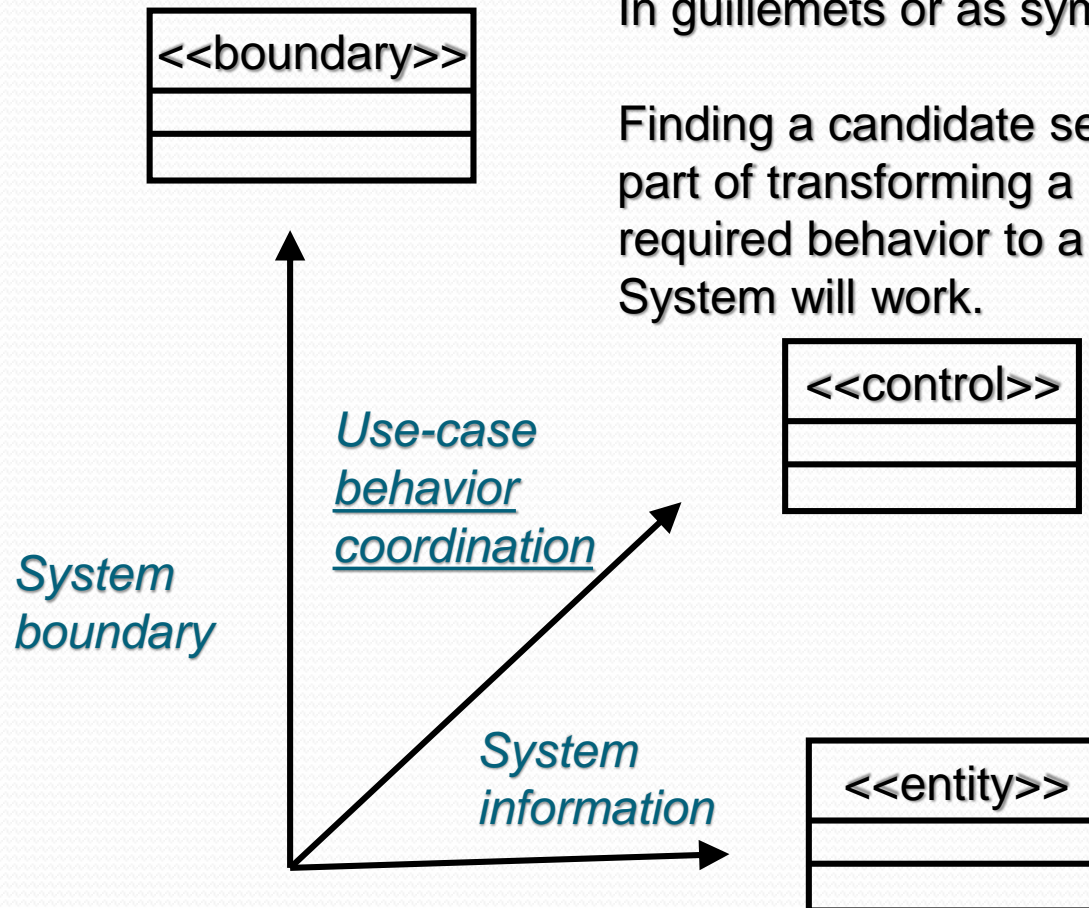 In guillemets or as sym
<<boundary>>
Finding a candidate se
part of transforming a
required behavior to a
System will work.
<<control>>
Use-case
behavior
coordination
System
boundary
System
information
<<entity>>